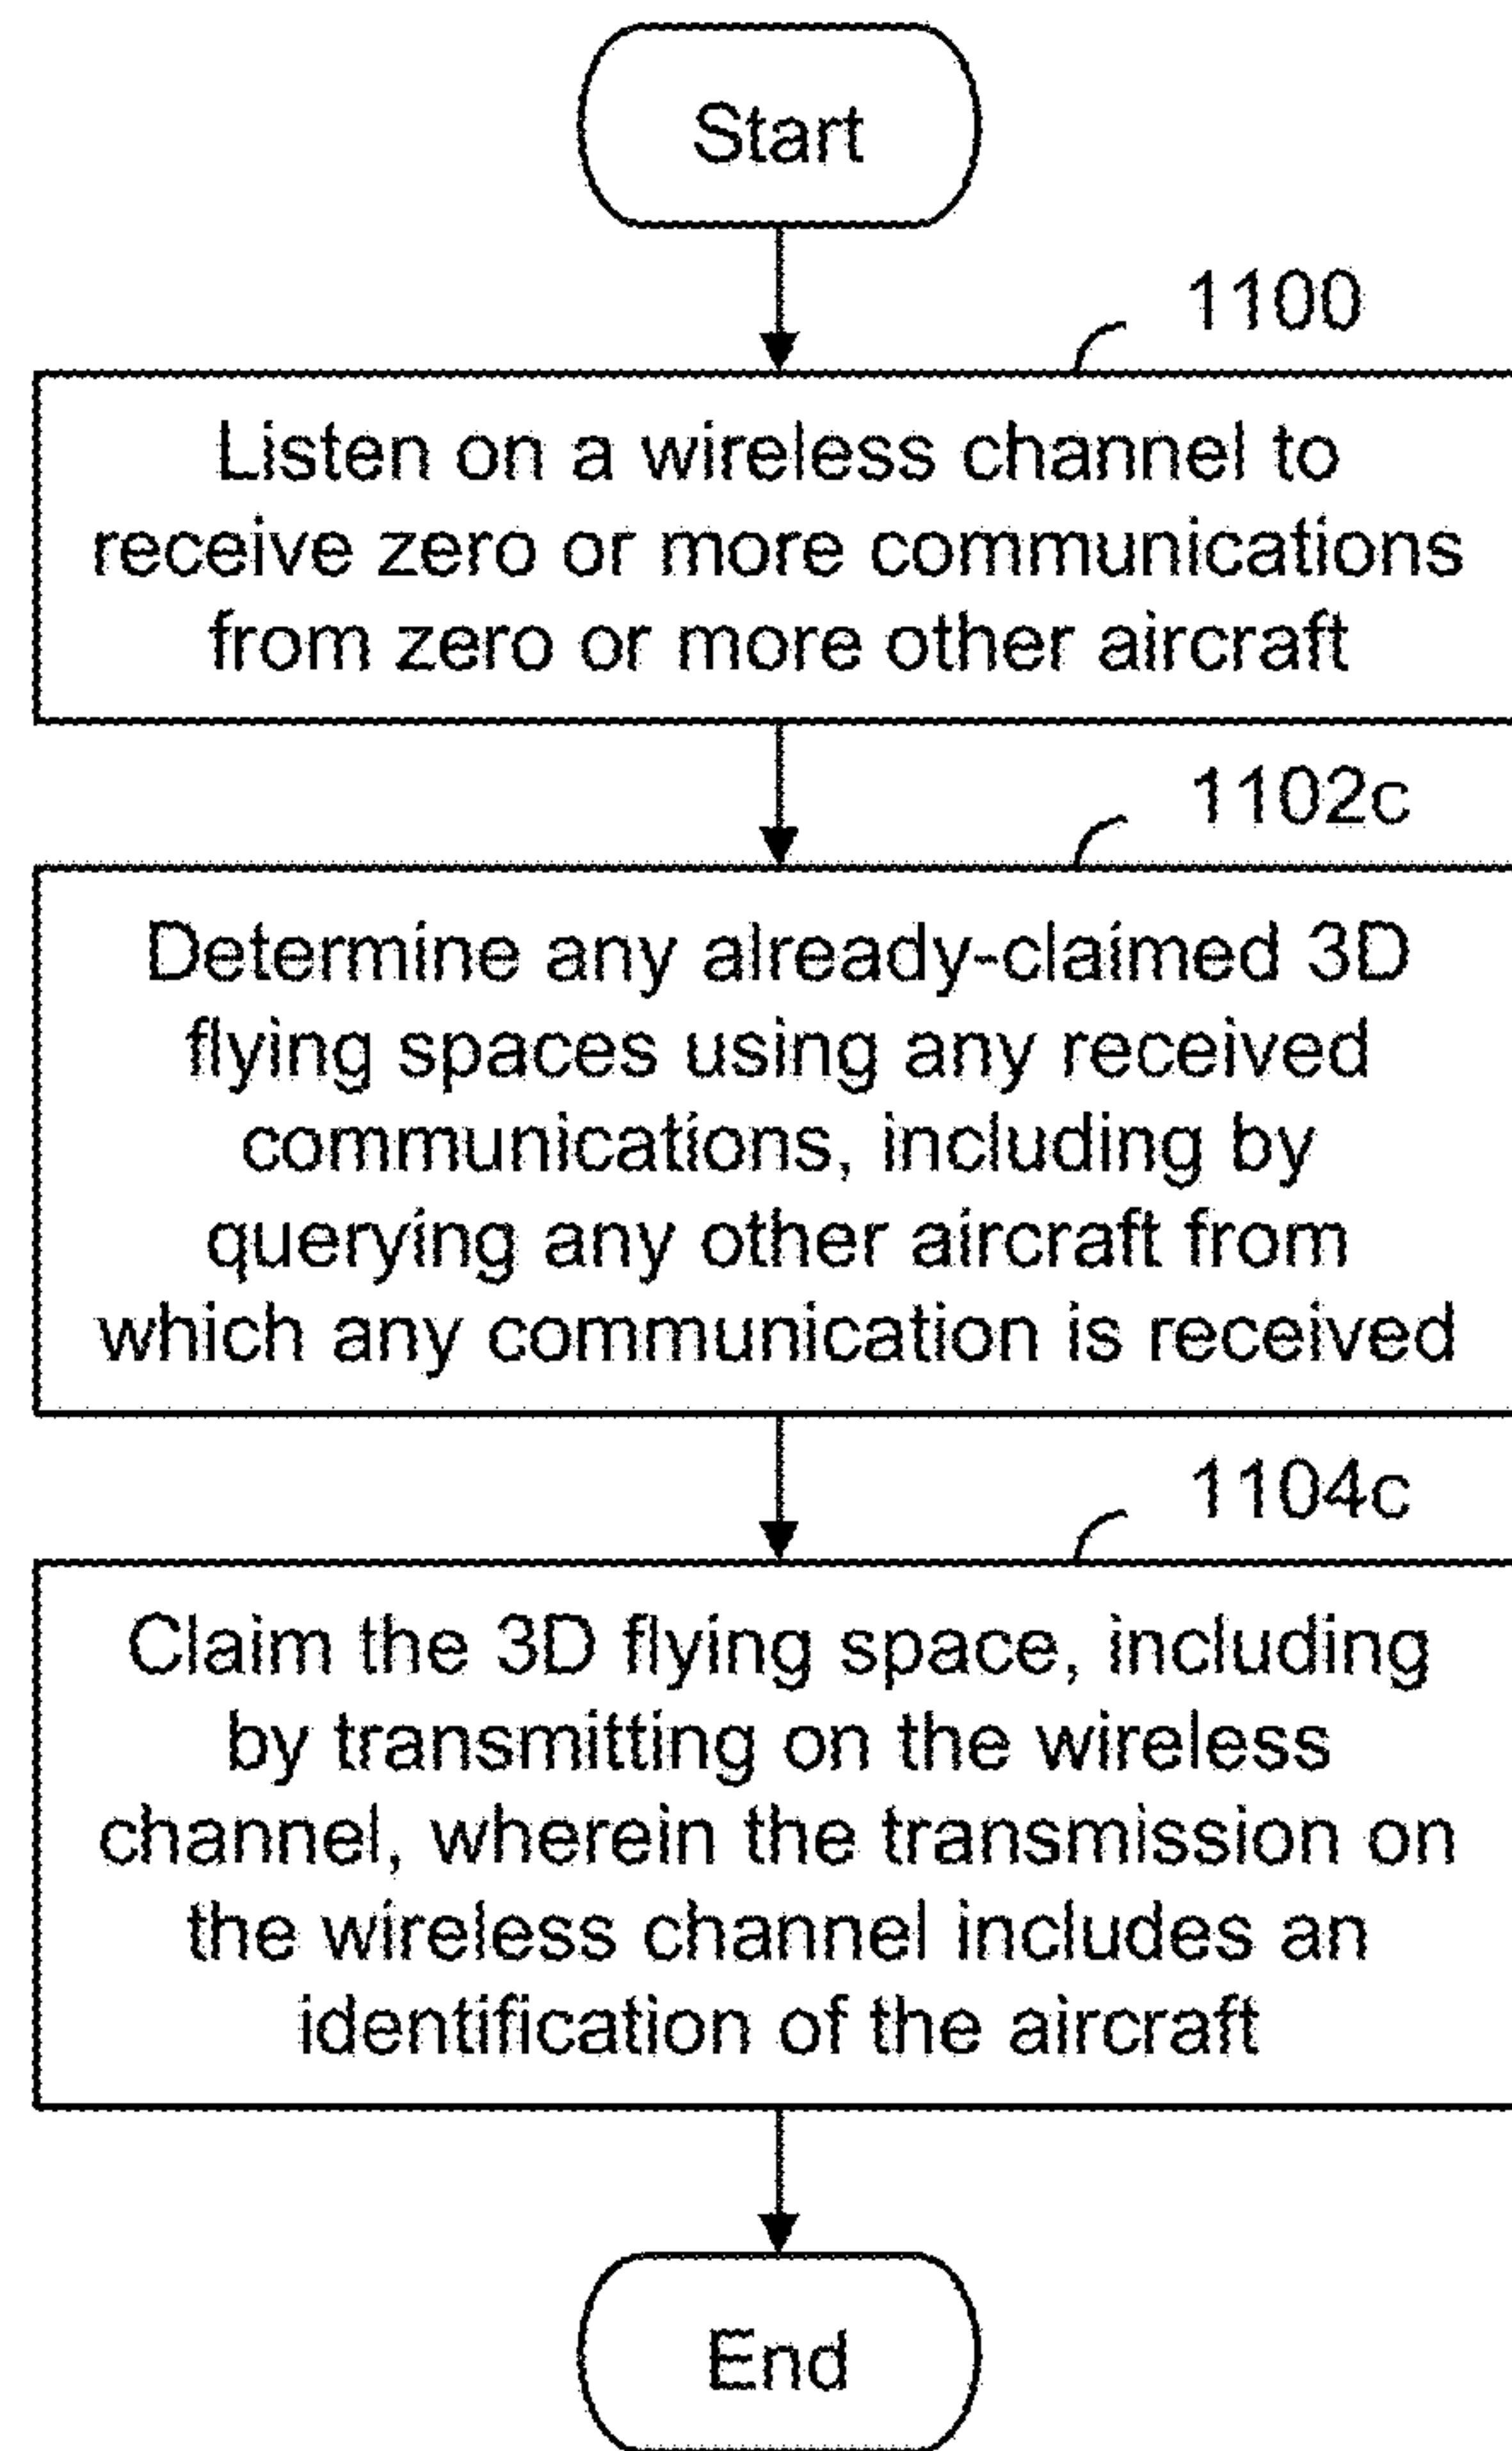 Start
1100
Listen on a wireless channel to
receive zero or more communications
from zero or more other aircraft
1102c
Determine any already-claimed 3D
flying spaces using any received
communications, including by
querying any other aircraft from
which any communication is received
1104c
Claim the 3D flying space, including
by transmitting on the wireless
channel, wherein the transmission on
the wireless channel includes an
identification of the aircraft
End